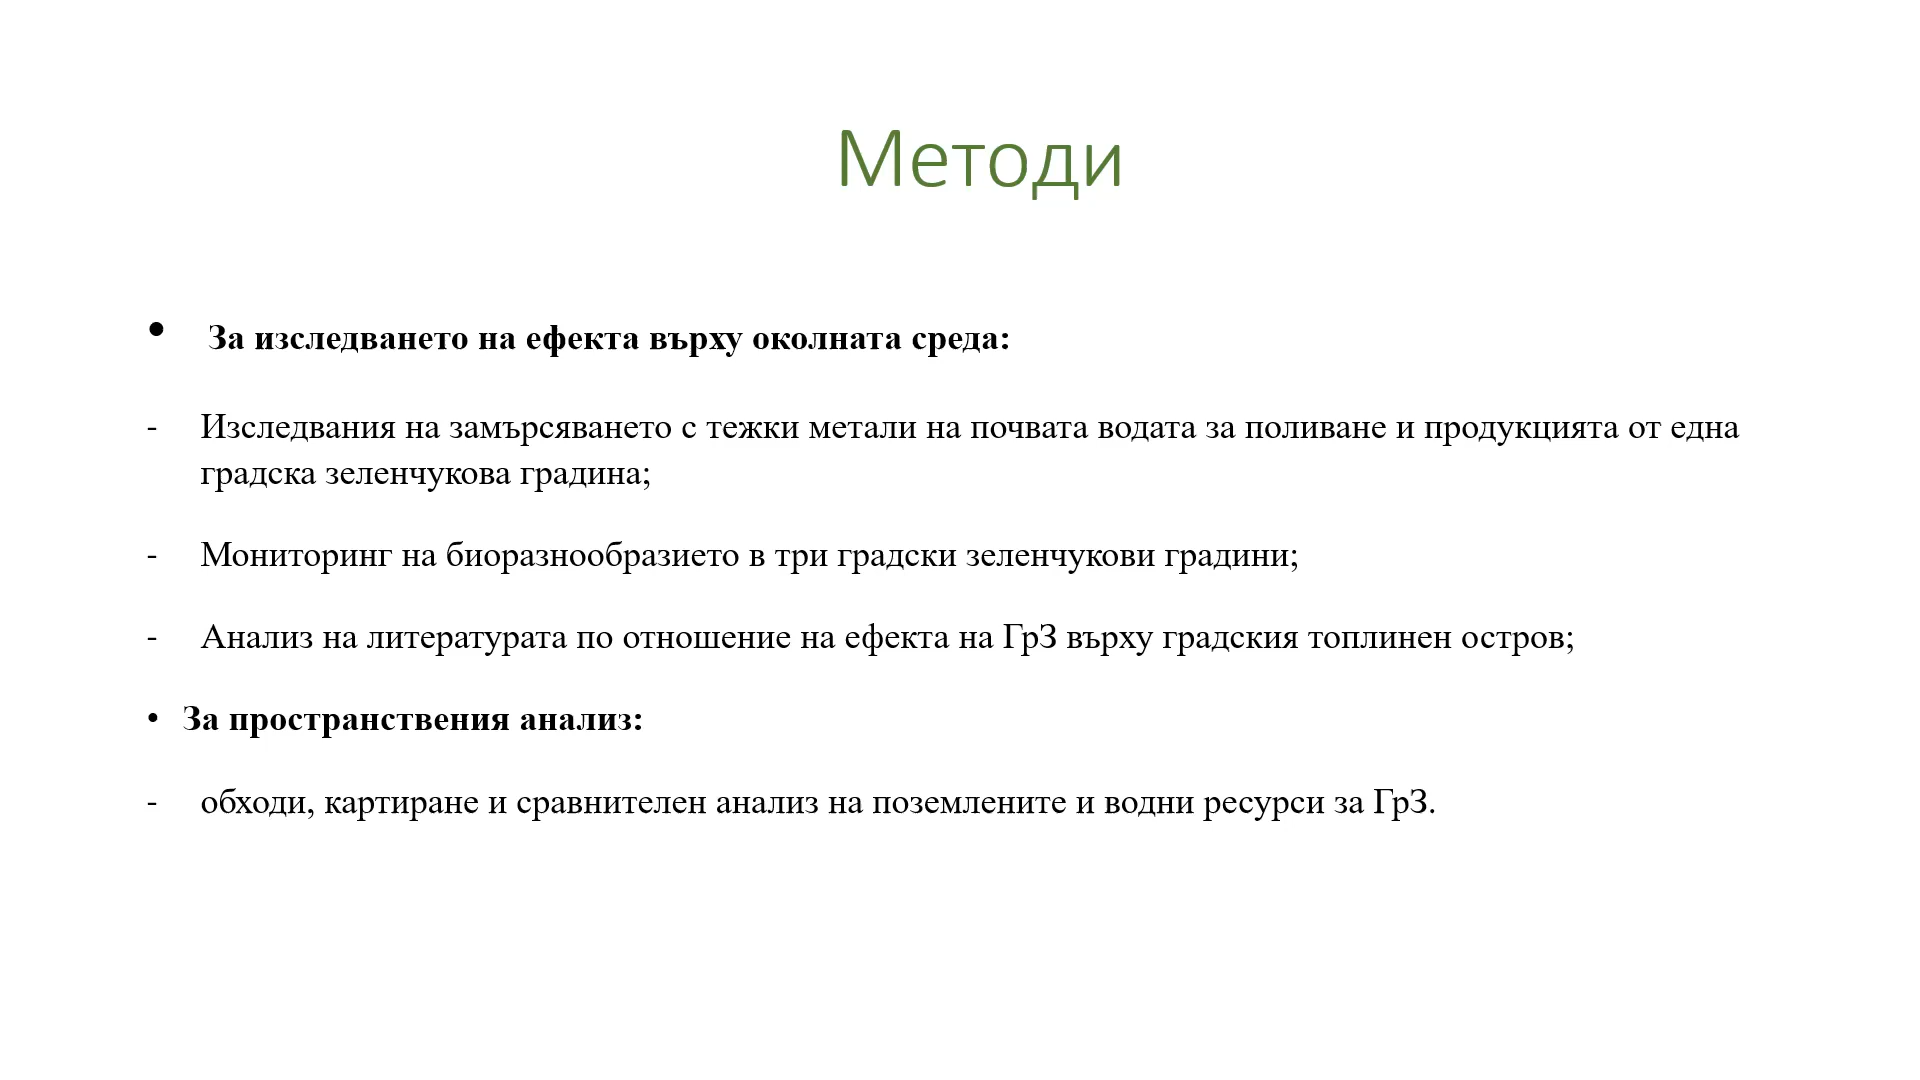 Методи
• За изследването на ефекта върху околната среда:
- Изследвания на замърсяването с тежки метали на почвата водата за поливане и продукцията от една
градска зеленчукова градина;
- Мониторинг на биоразнообразието в три градски зеленчукови градини;
- Анализ на литературата по отношение на ефекта на ГрЗ върху градския топлинен остров;
• За пространствения анализ:
- обходи, картиране и сравнителен анализ на поземлените и водни ресурси за ГрЗ.